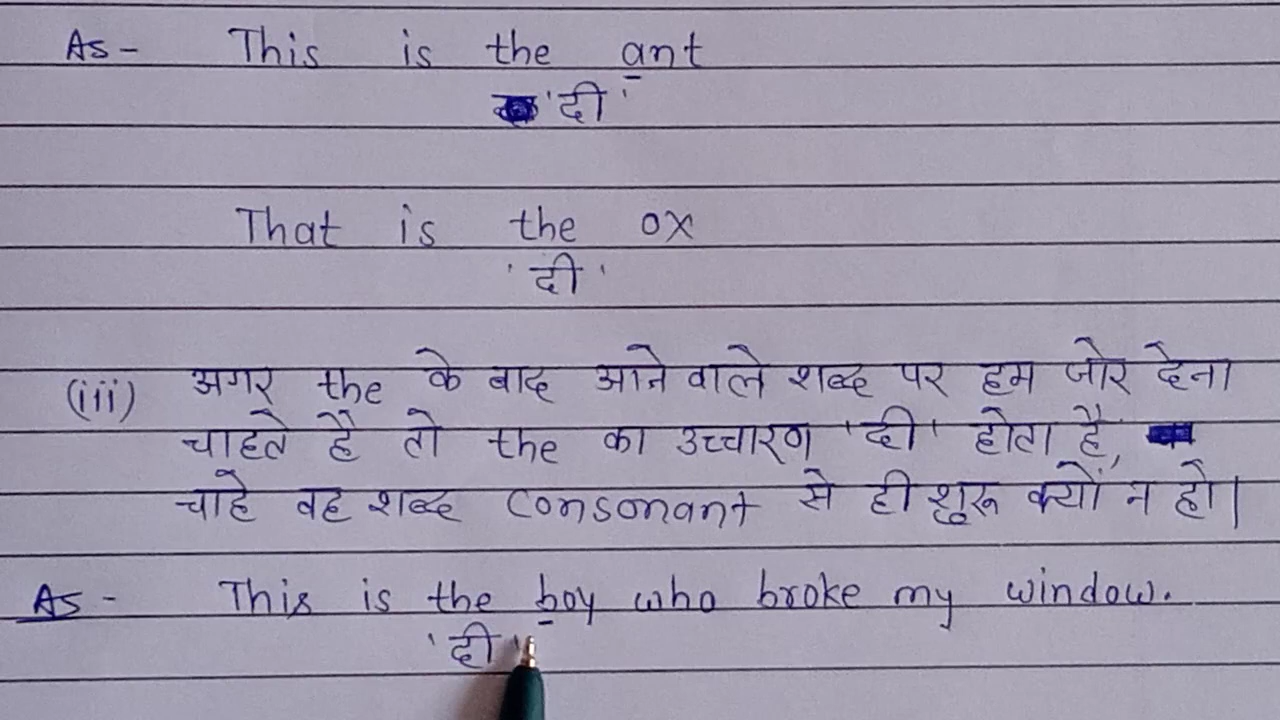 As - This is the ant
'दी'
That is the ox
'दी'
(iii) अगर the के बाद आने वाले शब्द पर हम जोर देना
चाहते है तो the का उच्चारण 'दी' होता है,
चाहे वह शब्द consonant से ही शुरू क्यों न हो।
As - This is the boy who broke my window.
'दी'